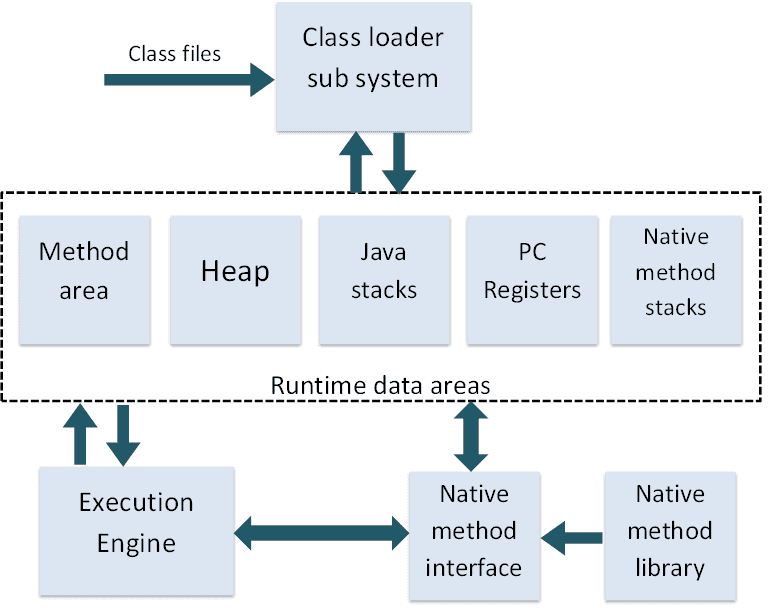 Class files
Class loader
sub system
Method
area
Heap
Java
stacks
PC
Registers
Native
method
stacks
Runtime data areas
Execution
Engine
Native
method
interface
Native
method
library